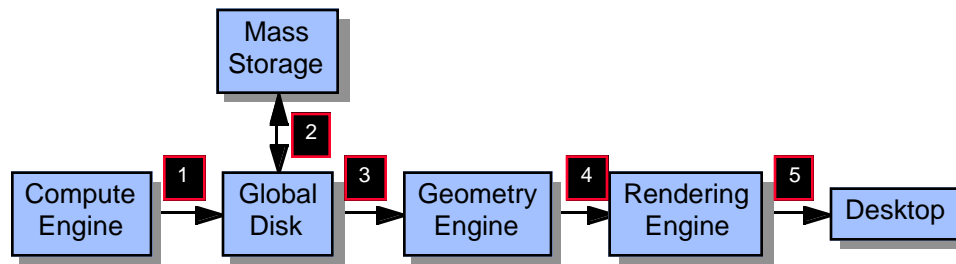 Mass
Storage
2
1
3
4
5
Compute
Engine
Global
Disk
Geometry
Engine
Rendering
Engine
Desktop